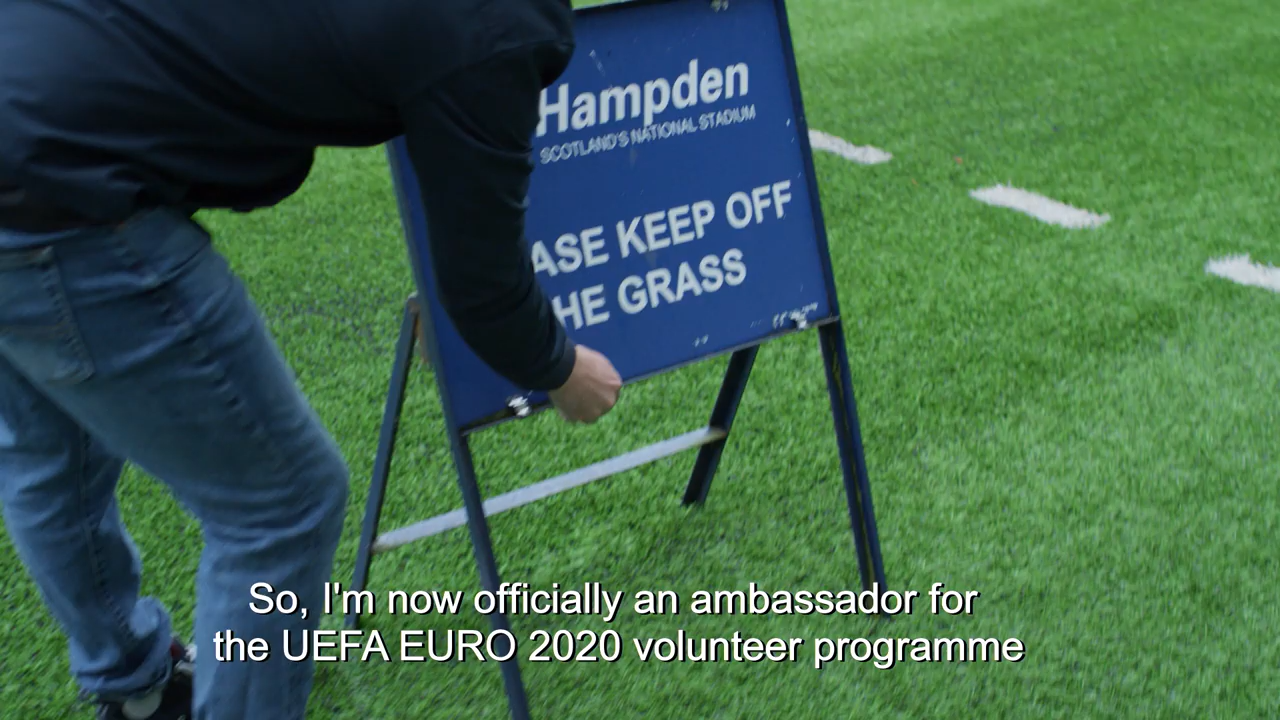 Hampden
SCOTLAND'S NATIONAL STADIUM
ASE KEEP OFF
HE GRASS
So, I'm now officially an ambassador for
the UEFA EURO 2020 volunteer programme